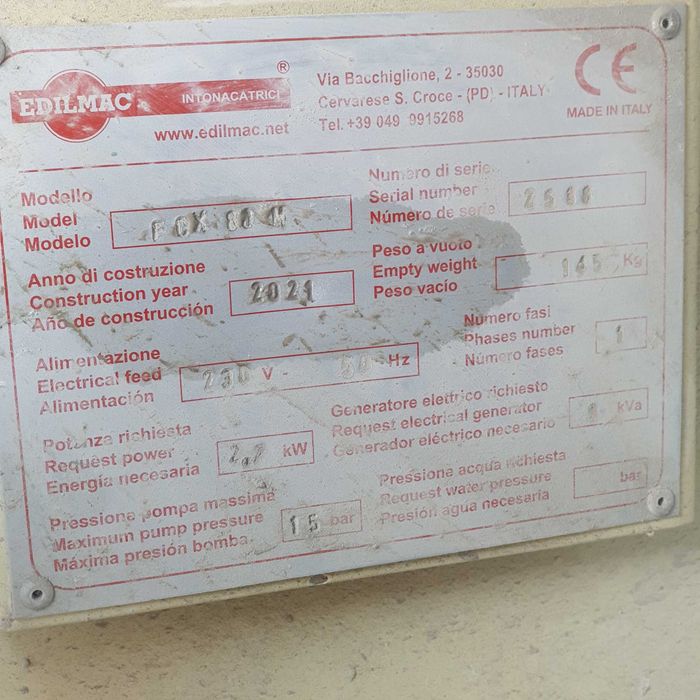 EDILMAC
INTONACATRICI ®
www.edilmac.net
Via Bacchiglione, 2 - 35030
Cervarese S. Croce - (PD) - ITALY
Tel. +39 049 9915268
CE
MADE IN ITALY
Modello
Model
Modelo
80 M
Numero di serie
Serial number
Número de serie
Anno di costruzione
Construction year 2021
Año de construcción
Peso a vuoto
Empty weight 145 Kg
Peso vacío
Alimentazione
Electrical feed 230 V - 50 Hz
Alimentación
Numero fasi
Phases number 1
Número fases
Potenza richiesta
Request power kW
Energía necesaria
Generatore elettrico richiesto
Request electrical generator kVa
Generador eléctrico necesario
Pressione pompa massima
Maximum pump pressure 15 bar
Máxima presión bomba
Pressione acqua richiesta
Request water pressure bar
Presión agua necesaria